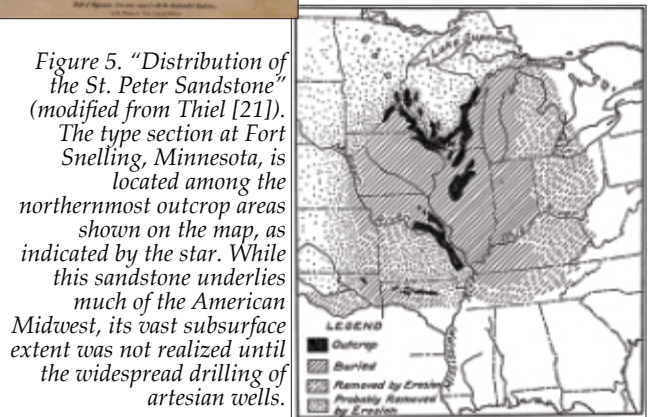 Figure 5. “Distribution of
the St. Peter Sandstone”
(modified from Thiel [21]).
The type section at Fort
Snelling, Minnesota, is
located among the
northernmost outcrop areas
shown on the map, as
indicated by the star. While
this sandstone underlies
much of the American
Midwest, its vast subsurface
extent was not realized until
the widespread drilling of
artesian wells.
Lake Superior
LEGEND
Outcrop
Buried
Removed by Erosion
Probably Removed
by Erosion